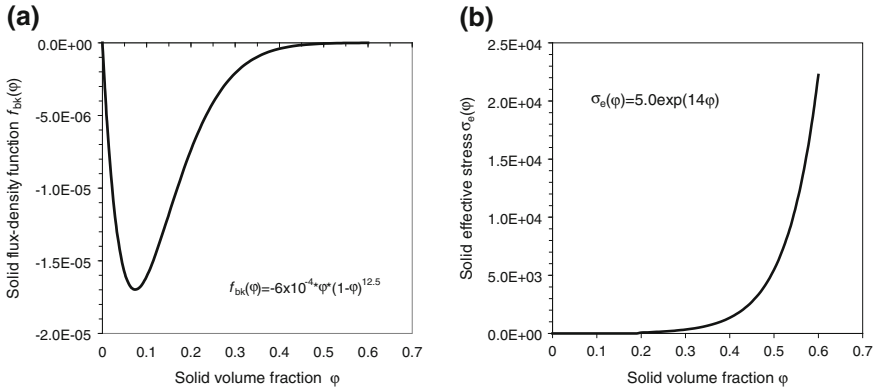 (a)
0.0E+00
-5.0E-06
-1.0E-05
-1.5E-05
-2.0E-05
Solid flux-density function f bk(φ)
f bk(φ)=-6x10-4*φ*(1-φ)12.5
0 0.1 0.2 0.3 0.4 0.5 0.6 0.7
Solid volume fraction φ
(b)
2.5E+04
2.0E+04
1.5E+04
1.0E+04
5.0E+03
0.0E+00
Solid effective stress σe(φ)
σe(φ)=5.0exp(14φ)
0 0.1 0.2 0.3 0.4 0.5 0.6 0.7
Solid volume fraction φ